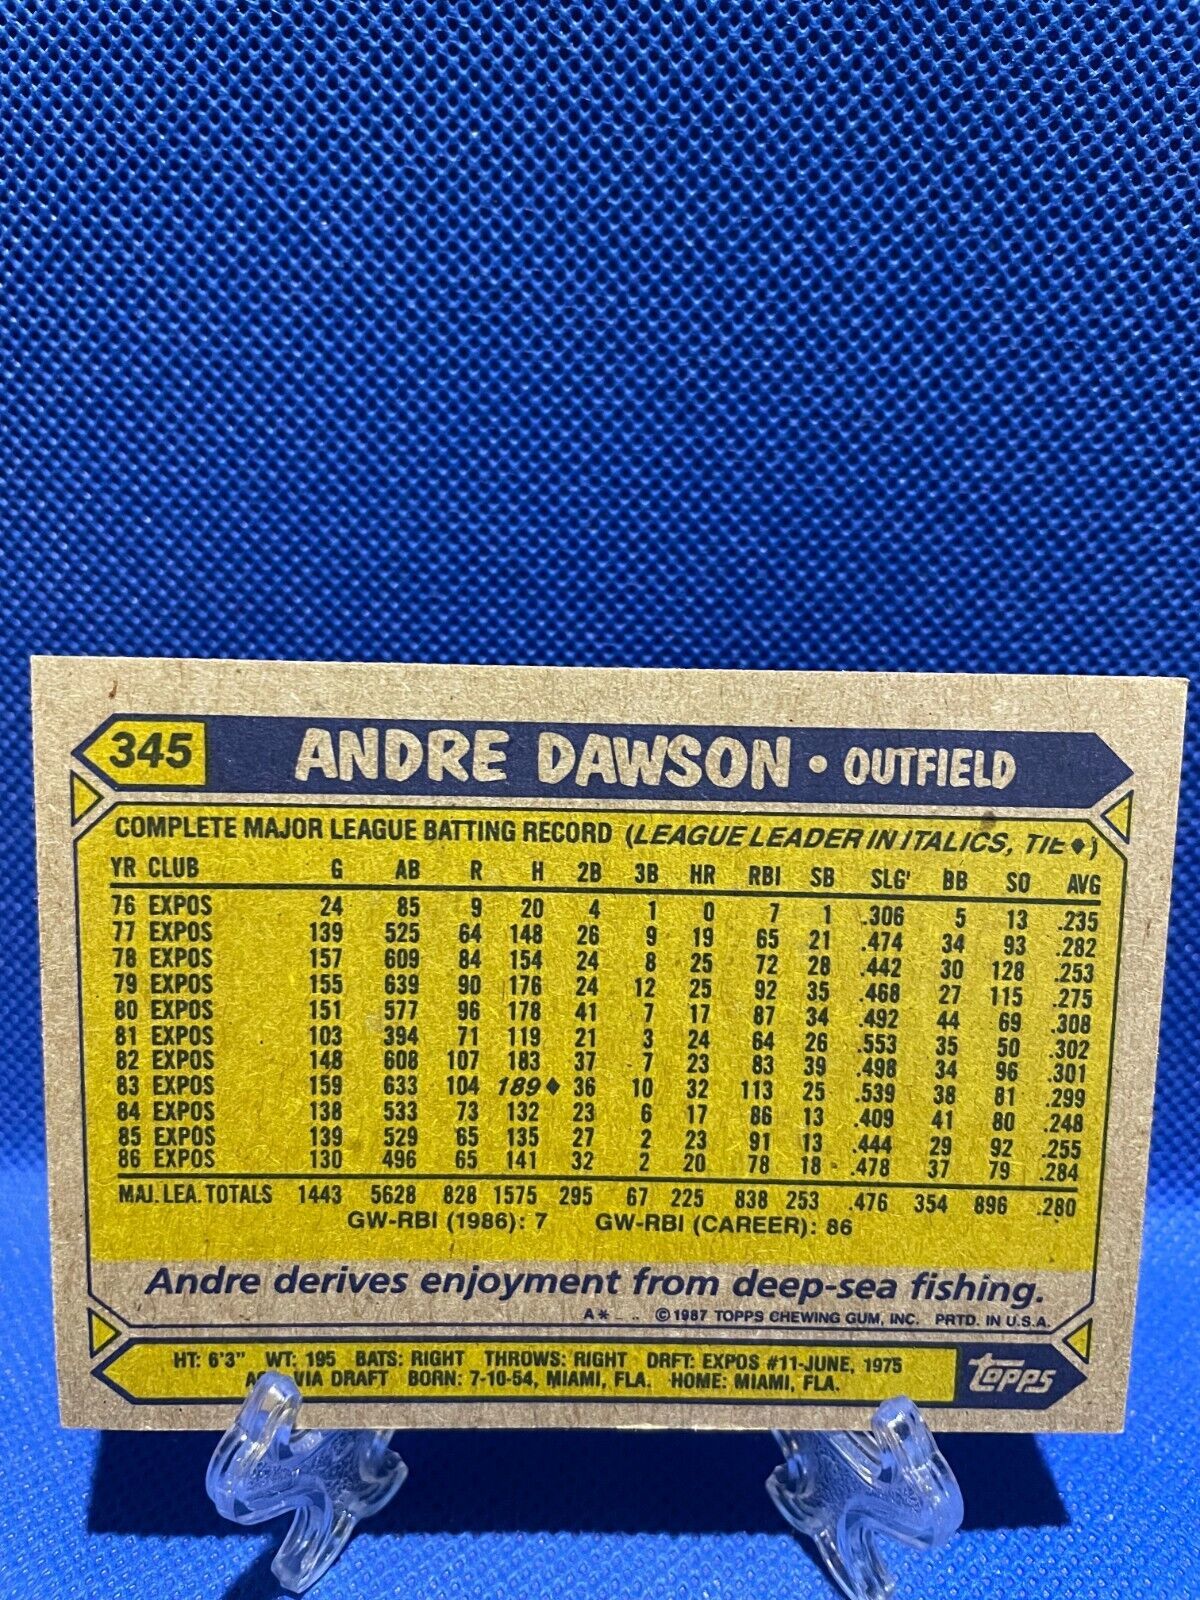 345 ANDRE DAWSON • OUTFIELD
COMPLETE MAJOR LEAGUE BATTING RECORD (LEAGUE LEADER IN ITALICS, TIE♦)
YR CLUB G AB R H 2B 3B HR RBI SB SLG' BB SO AVG
76 EXPOS 24 85 9 20 4 1 0 7 1 .306 5 13 .235
77 EXPOS 139 525 64 148 26 9 19 65 21 .474 34 93 .282
78 EXPOS 157 609 84 154 24 8 25 72 28 .442 30 128 .253
79 EXPOS 155 639 90 176 24 12 25 92 35 .468 27 115 .275
80 EXPOS 151 577 96 178 41 7 17 87 34 .492 44 69 .308
81 EXPOS 103 394 71 119 21 3 24 64 26 .553 35 50 .302
82 EXPOS 148 608 107 183 37 7 23 83 39 .498 34 96 .301
83 EXPOS 159 633 104 189♦ 36 10 32 113 25 .539 38 81 .299
84 EXPOS 138 533 73 132 23 6 17 86 13 .409 41 80 .248
85 EXPOS 139 529 65 135 27 2 23 91 13 .444 29 92 .255
86 EXPOS 130 496 65 141 32 2 20 78 18 .478 37 79 .284
MAJ. LEA. TOTALS 1443 5628 828 1575 295 67 225 838 253 .476 354 896 .280
GW-RBI (1986): 7 GW-RBI (CAREER): 86
Andre derives enjoyment from deep-sea fishing.
A* © 1987 TOPPS CHEWING GUM, INC. PRTD. IN U.S.A.
HT: 6'3" WT: 195 BATS: RIGHT THROWS: RIGHT DRFT: EXPOS #11-JUNE, 1975
VIA DRAFT BORN: 7-10-54, MIAMI, FLA. HOME: MIAMI, FLA.
topps